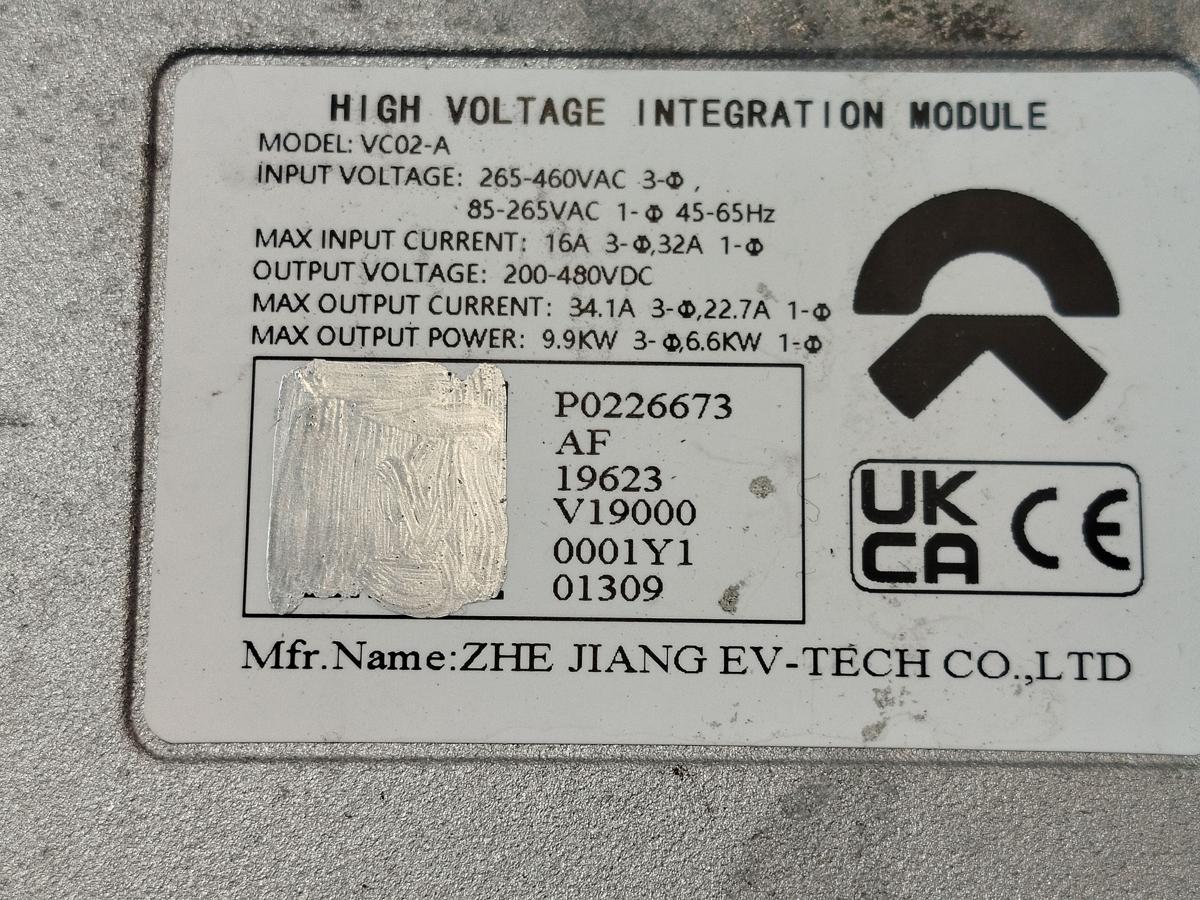 HIGH VOLTAGE INTEGRATION MODULE
MODEL: VC02-A
INPUT VOLTAGE: 265-460VAC 3-Φ ,
85-265VAC 1-Φ 45-65Hz
MAX INPUT CURRENT: 16A 3-Φ,32A 1-Φ
OUTPUT VOLTAGE: 200-480VDC
MAX OUTPUT CURRENT: 34.1A 3-Φ,22.7A 1-Φ
MAX OUTPUT POWER: 9.9KW 3-Φ,6.6KW 1-Φ
P0226673
AF
19623
V19000
0001Y1
01309
UK
CA CE
Mfr.Name:ZHE JIANG EV-TECH CO.,LTD